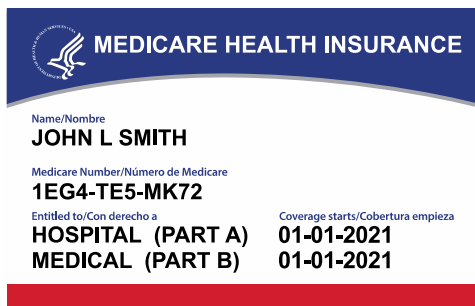 MEDICARE HEALTH INSURANCE
Name/Nombre
JOHN L SMITH
Medicare Number/Número de Medicare
1EG4-TE5-MK72
Entitled to/Con derecho a Coverage starts/Cobertura empieza
HOSPITAL (PART A) 01-01-2021
MEDICAL (PART B) 01-01-2021